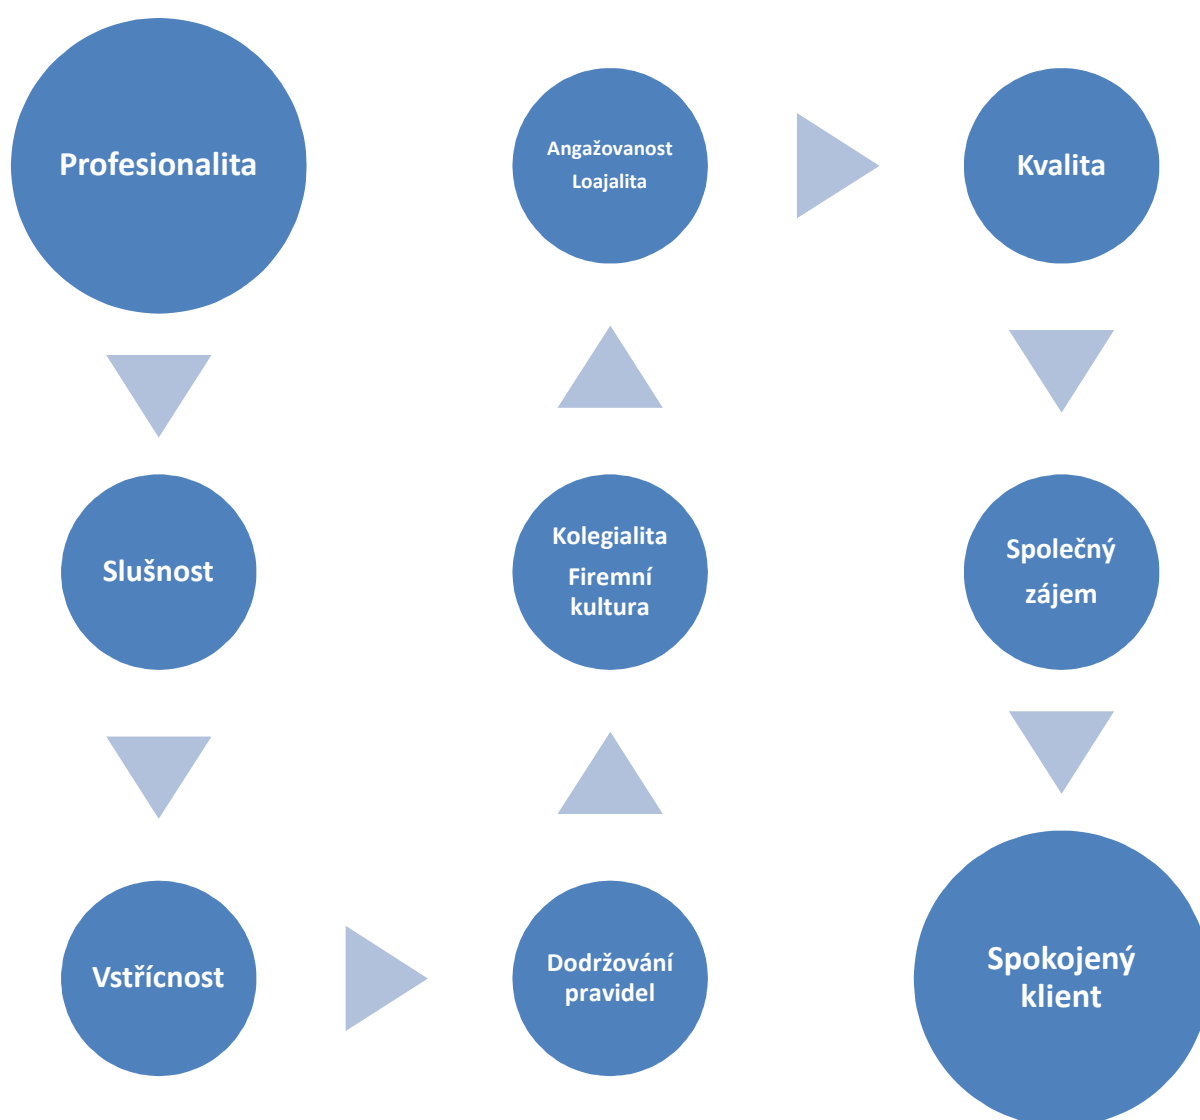 Profesionalita
Slušnost
Vstřícnost
Dodržování
pravidel
Kolegialita
Firemní
kultura
Angažovanost
Loajalita
Kvalita
Společný
zájem
Spokojený
klient